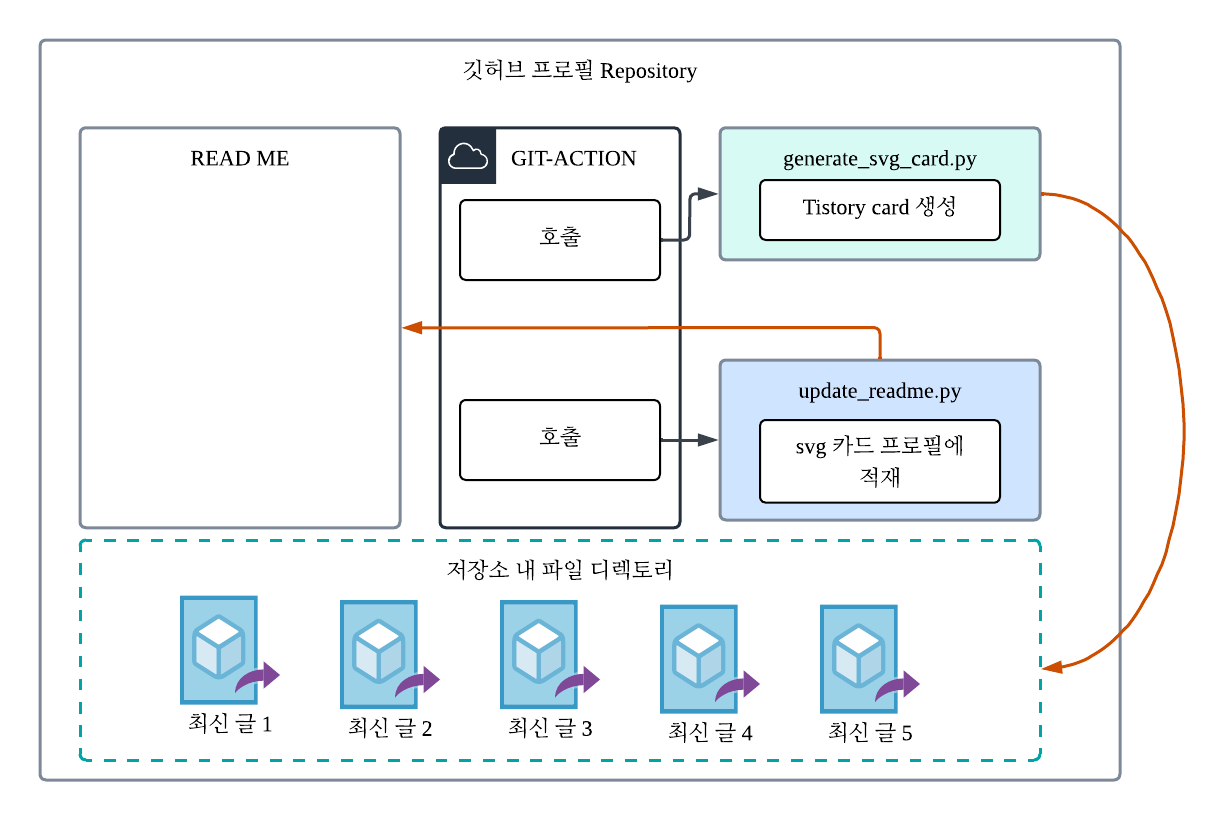 깃허브 프로필 Repository
READ ME
GIT-ACTION
호출
호출
generate_svg_card.py
Tistory card 생성
update_readme.py
svg 카드 프로필에
적재
저장소 내 파일 디렉토리
최신 글 1
최신 글 2
최신 글 3
최신 글 4
최신 글 5